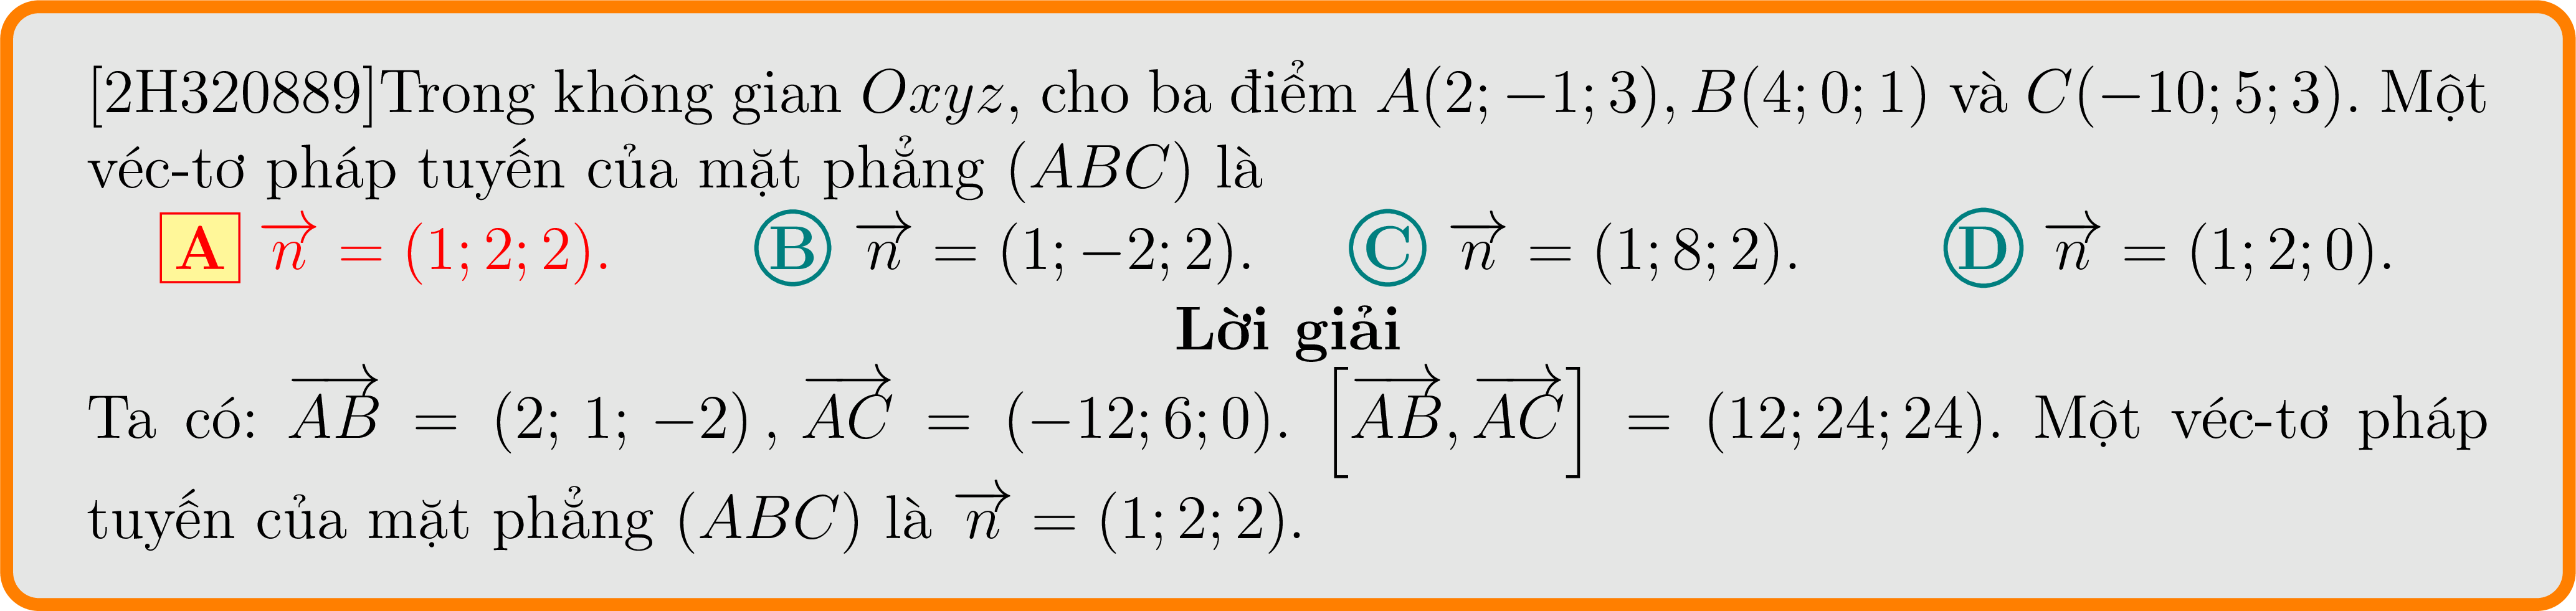 [2H320889]Trong không gian Oxyz, cho ba điểm A(2; −1; 3), B(4; 0; 1) và C(−10; 5; 3). Một
véc-tơ pháp tuyến của mặt phẳng (ABC) là
A $\overrightarrow{n}$ = (1; 2; 2). B $\overrightarrow{n}$ = (1; −2; 2). C $\overrightarrow{n}$ = (1; 8; 2). D $\overrightarrow{n}$ = (1; 2; 0).
Lời giải
Ta có: $\overrightarrow{AB}$ = (2; 1; −2), $\overrightarrow{AC}$ = (−12; 6; 0). $[\overrightarrow{AB}, \overrightarrow{AC}]$ = (12; 24; 24). Một véc-tơ pháp
tuyến của mặt phẳng (ABC) là $\overrightarrow{n}$ = (1; 2; 2).